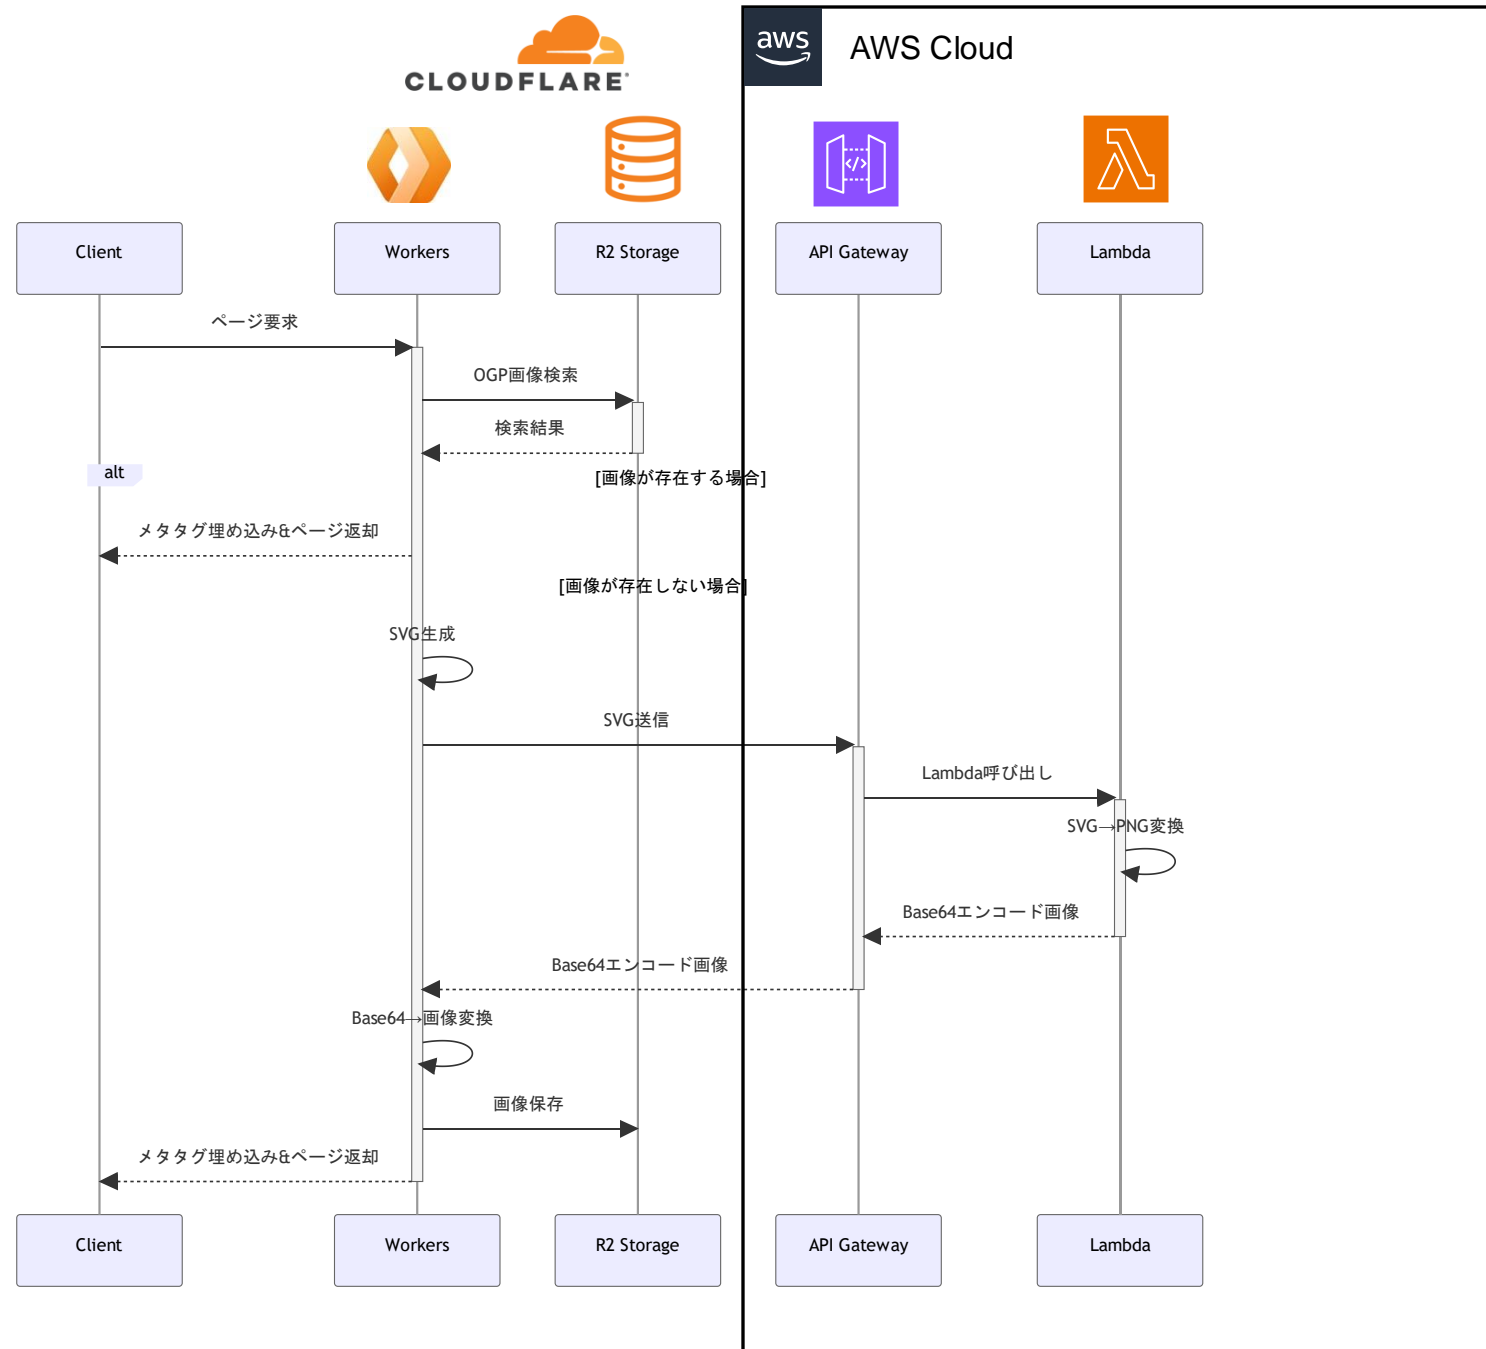 CLOUDFLARE
aws
AWS Cloud
Client
Workers
R2 Storage
API Gateway
Lambda
ページ要求
OGP画像検索
検索結果
alt
[画像が存在する場合]
メタタグ埋め込み&ページ返却
[画像が存在しない場合]
SVG生成
SVG送信
Lambda呼び出し
SVG→PNG変換
Base64エンコード画像
Base64エンコード画像
Base64→画像変換
画像保存
メタタグ埋め込み&ページ返却
Client
Workers
R2 Storage
API Gateway
Lambda